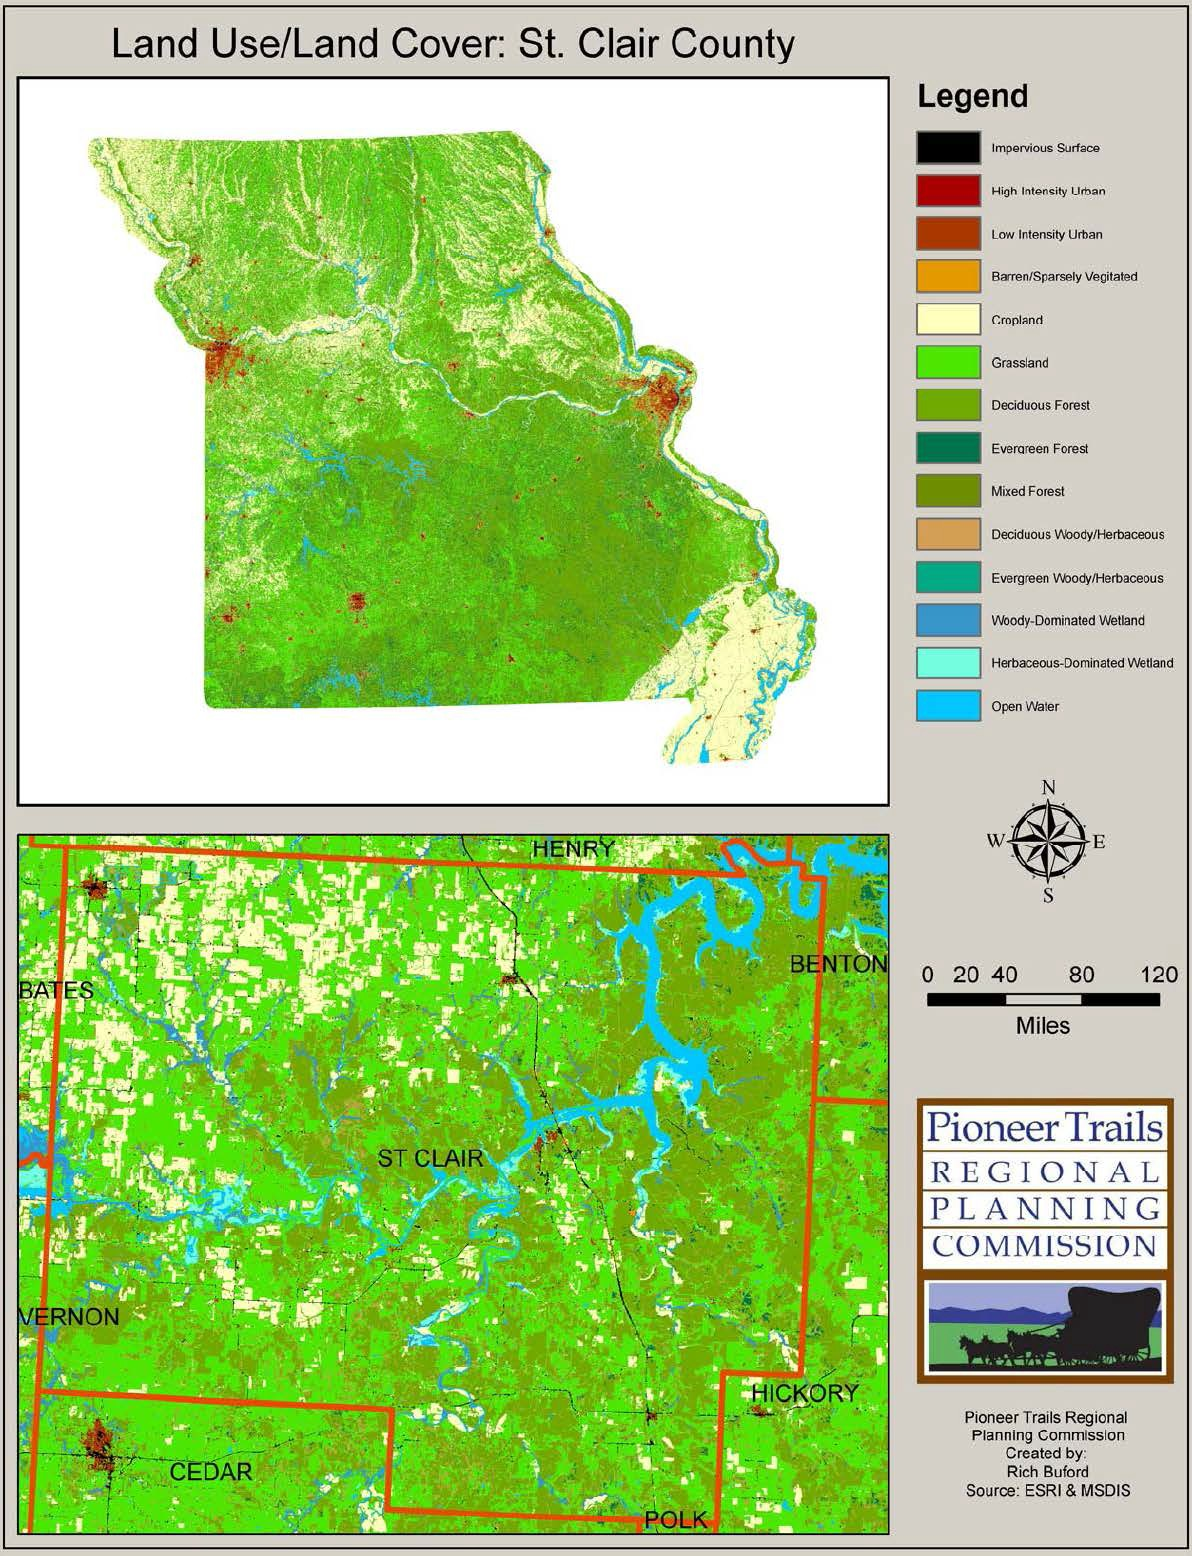 Land Use/Land Cover: St. Clair County
Legend
Impervious Surface
High Intensity Urban
Low Intensity Urban
Barren/Sparsely Vegitated
Cropland
Grassland
Deciduous Forest
Evergreen Forest
Mixed Forest
Deciduous Woody/Herbaceous
Evergreen Woody/Herbaceous
Woody-Dominated Wetland
Herbaceous-Dominated Wetland
Open Water
N
W E
S
0 20 40 80 120
Miles
HENRY
BENTON
BATES
ST CLAIR
VERNON
HICKORY
CEDAR
POLK
Pioneer Trails
REGIONAL
PLANNING
COMMISSION
Pioneer Trails Regional
Planning Commission
Created by:
Rich Buford
Source: ESRI & MSDIS